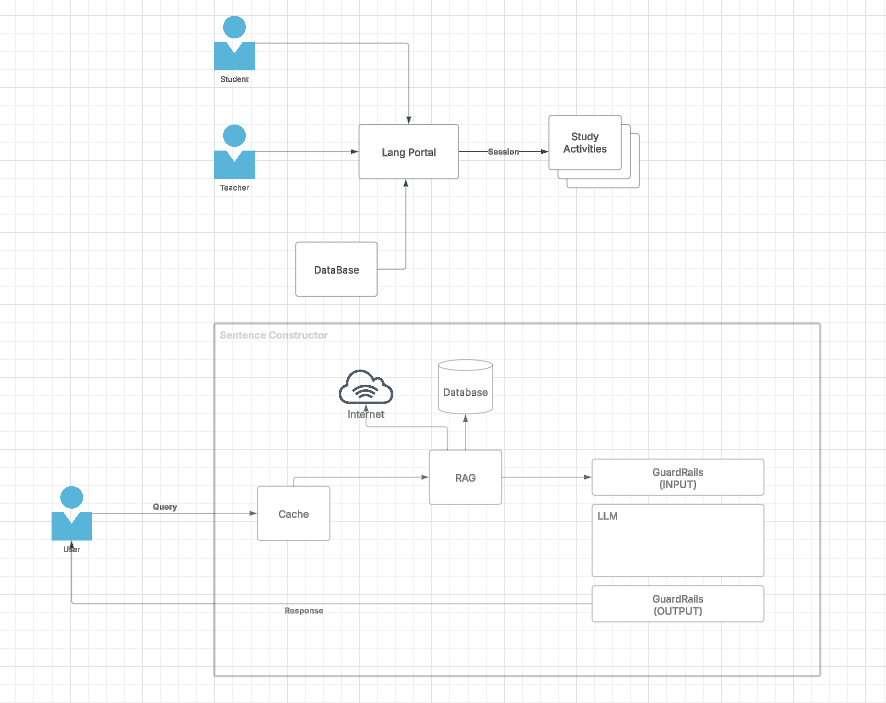 Student
Teacher
Lang Portal
Session
Study
Activities
DataBase
Sentence Constructor
Internet
Database
RAG
GuardRails
(INPUT)
Query
Cache
LLM
User
GuardRails
(OUTPUT)
Response